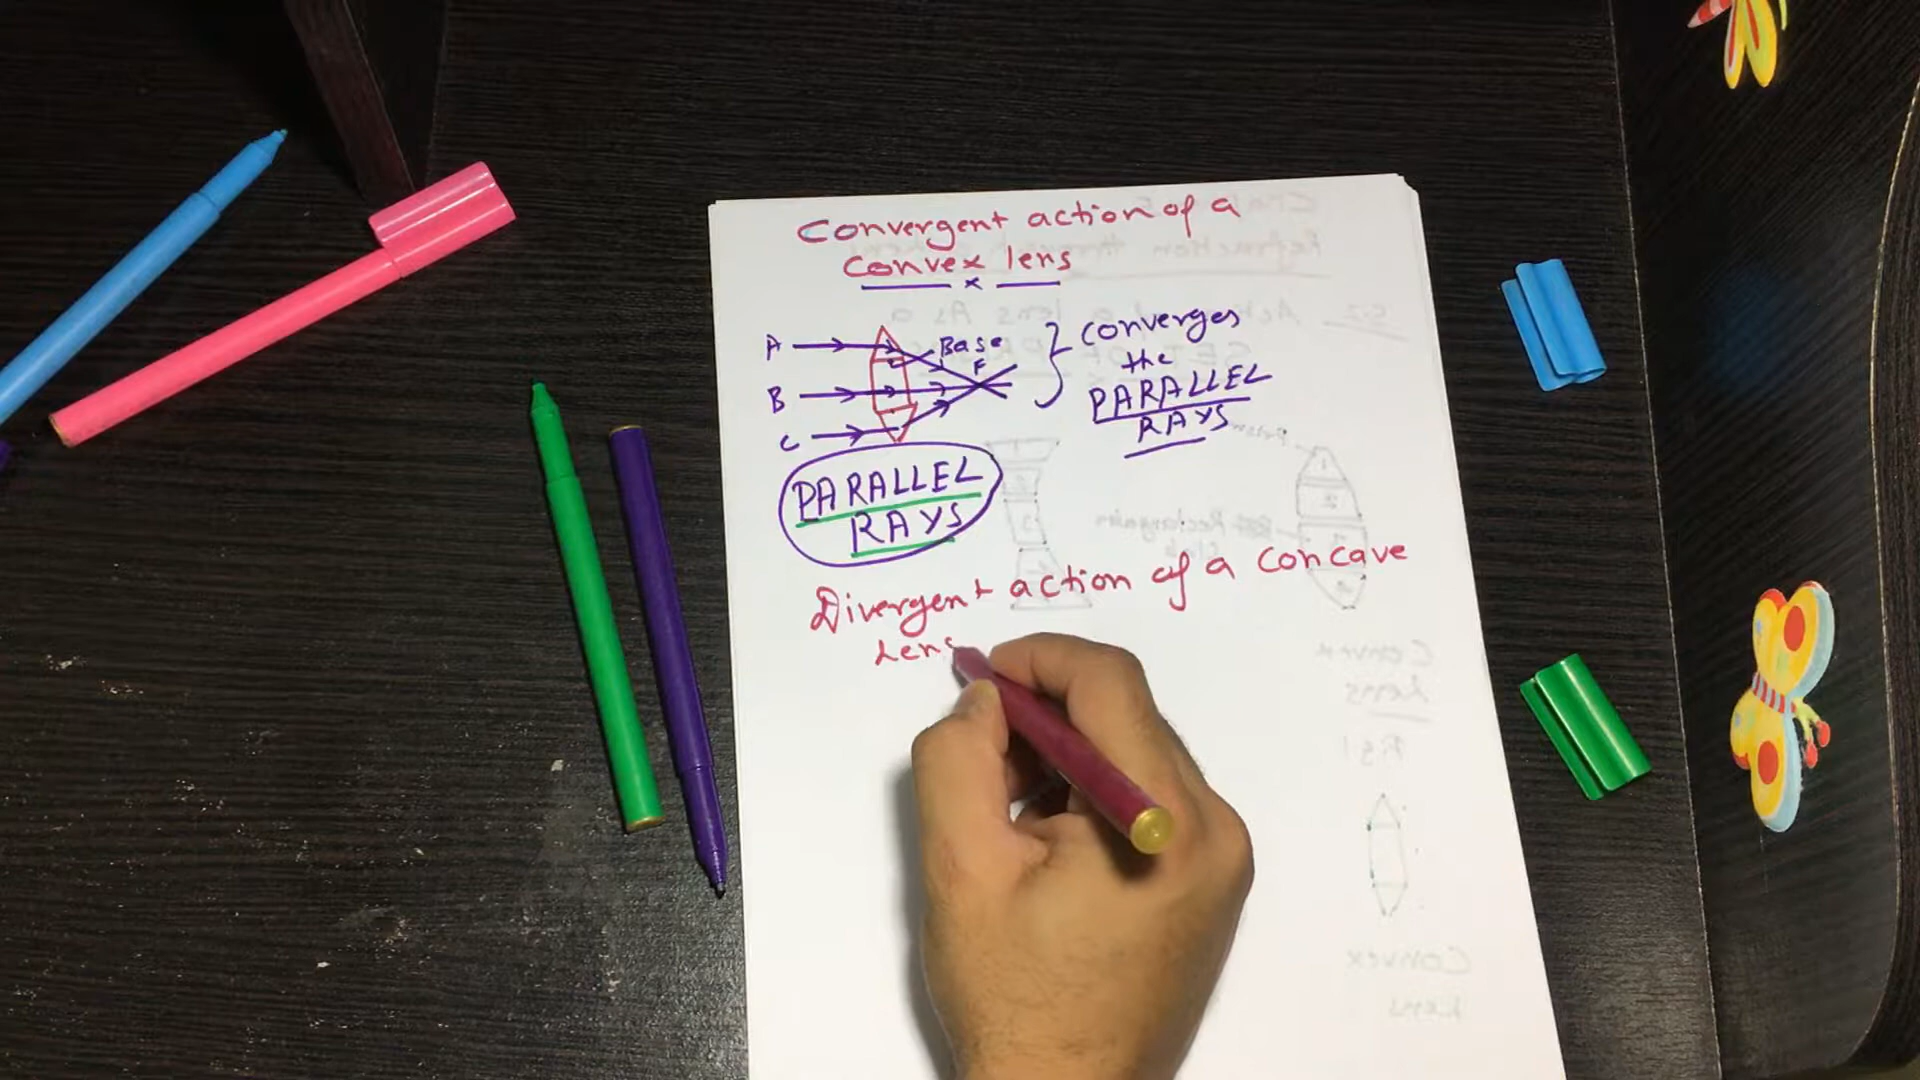 Convergent action of a
Convex lens
x
A
B
C
Base
F
Converges
the
PARALLEL
RAYS
PARALLEL
RAYS
Divergent action of a concave
Lens